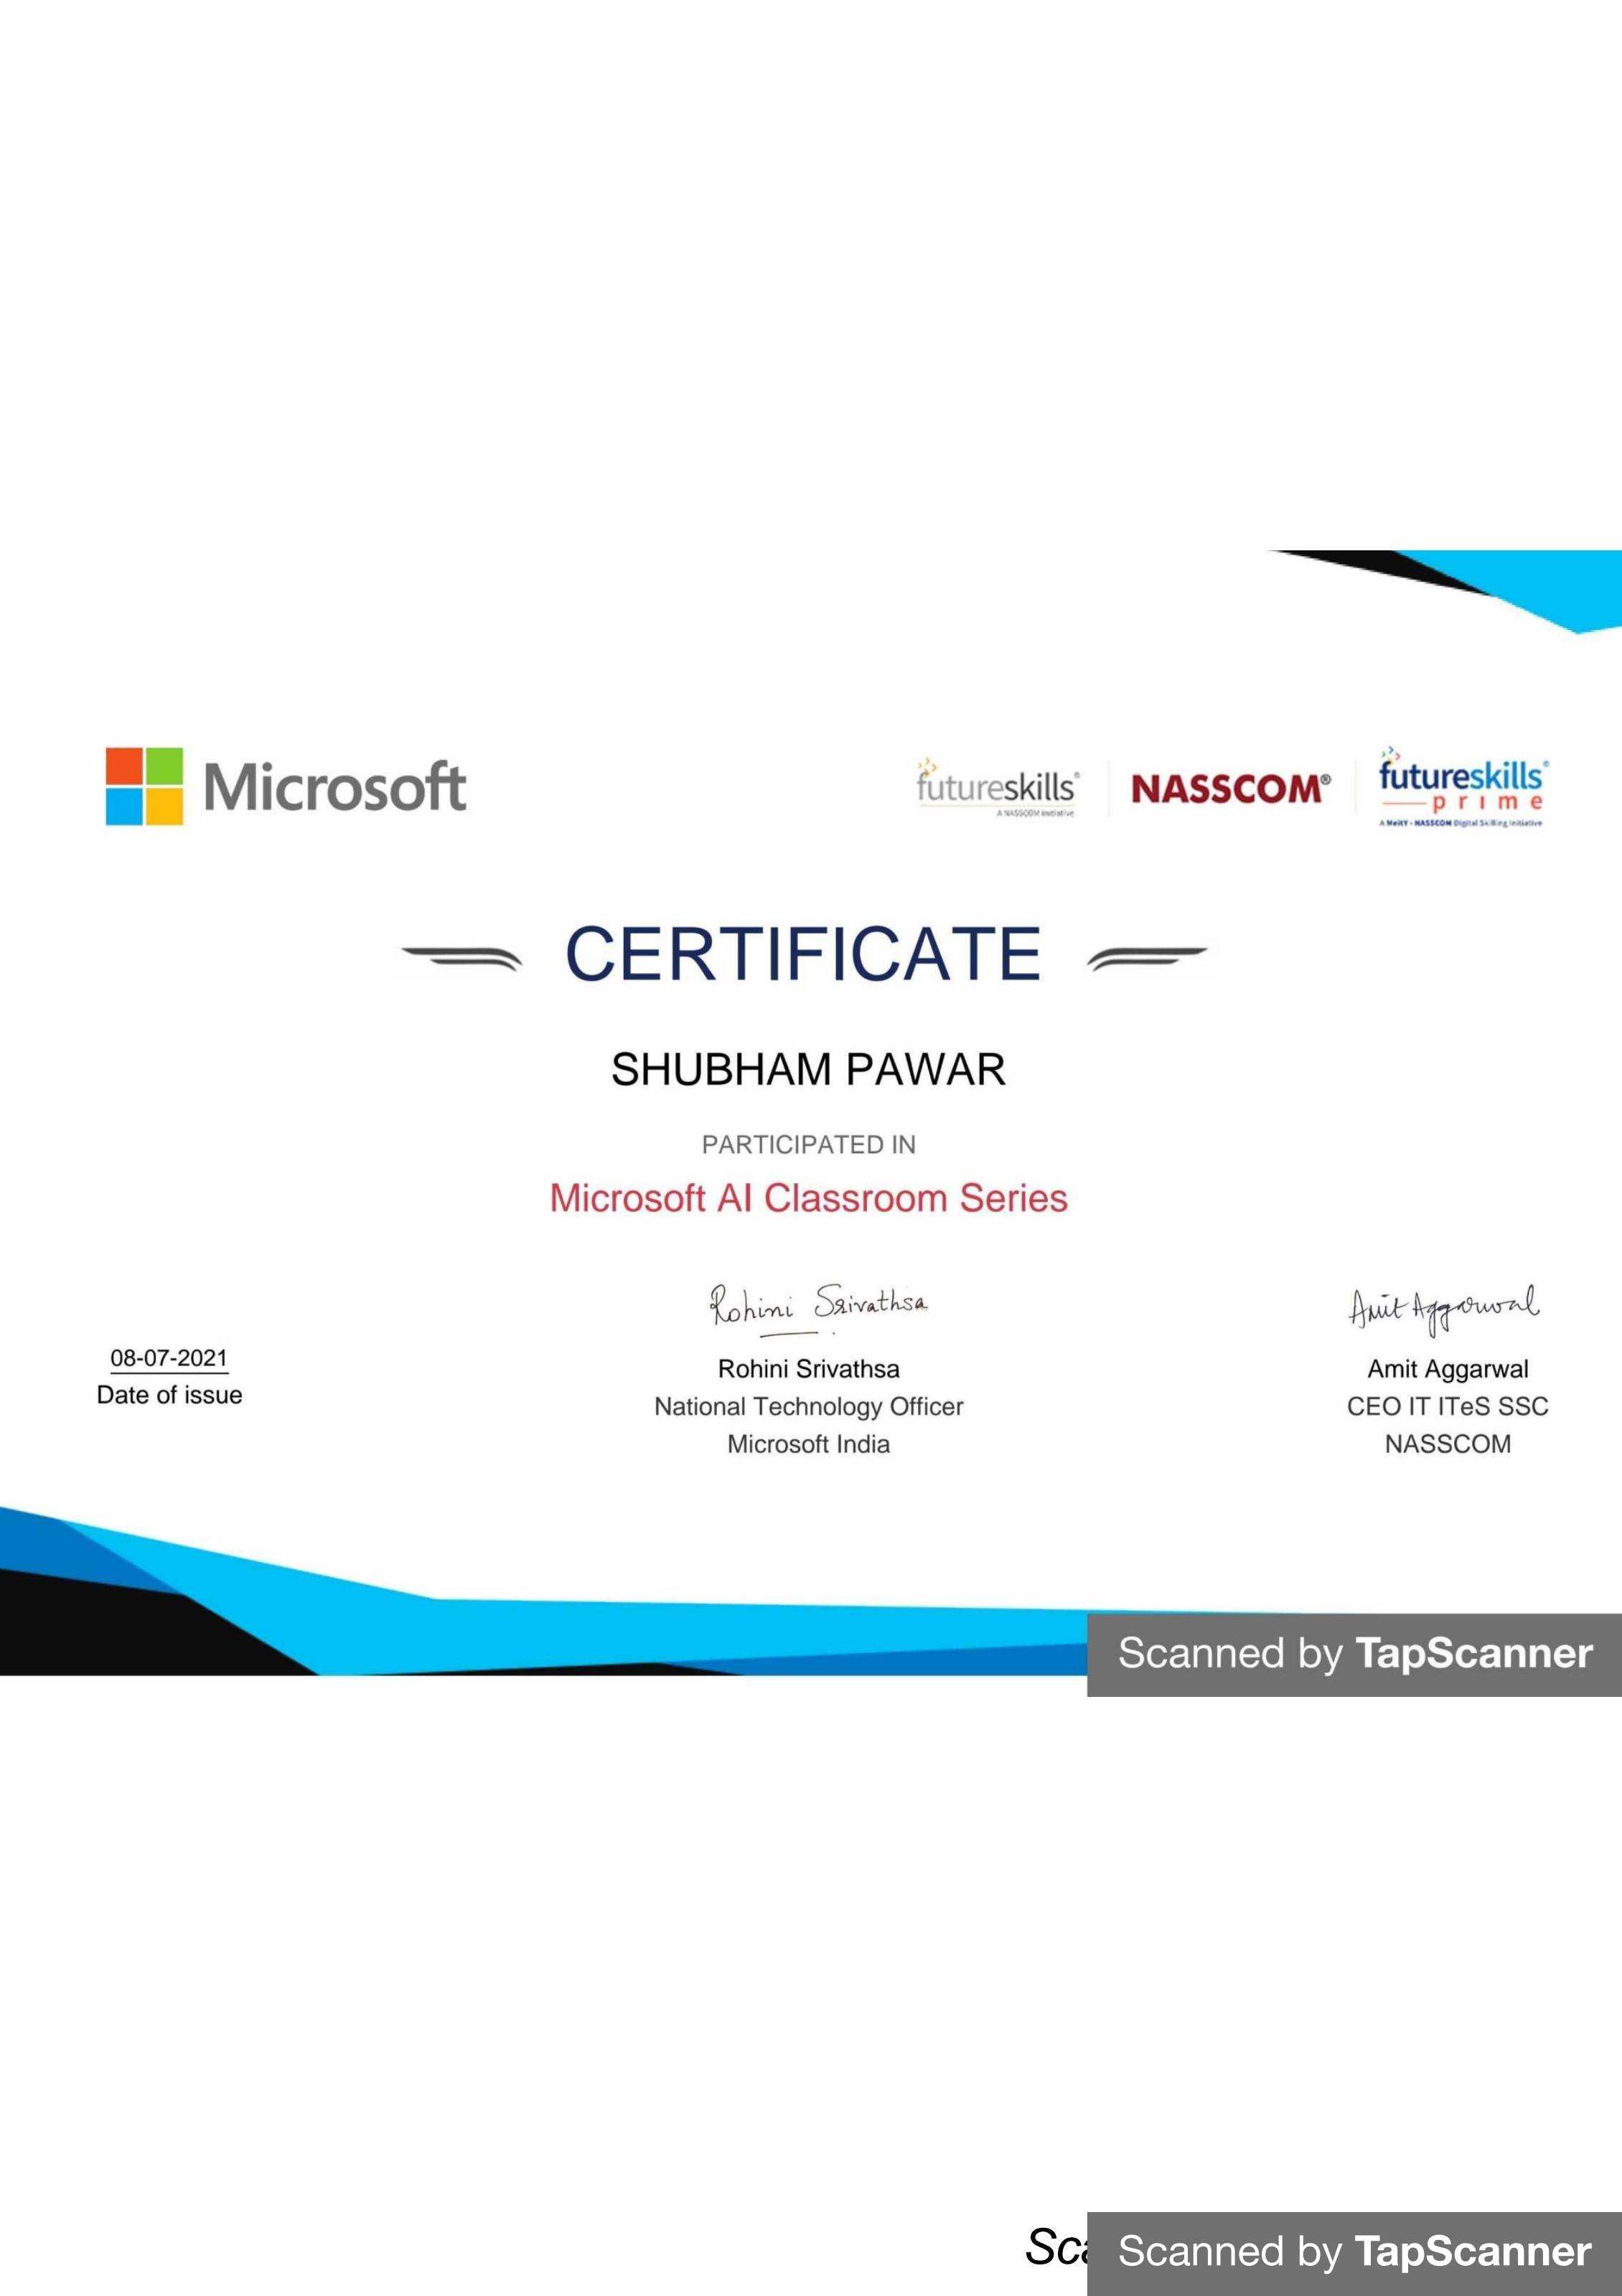 Microsoft
futureskills®
A NASSCOM Initiative
NASSCOM®
futureskills®
prime
A MeitY - NASSCOM Digital Skilling Initiative
CERTIFICATE
SHUBHAM PAWAR
PARTICIPATED IN
Microsoft AI Classroom Series
Rohini Srivathsa
Amit Aggarwal
08-07-2021
Date of issue
Rohini Srivathsa
National Technology Officer
Microsoft India
Amit Aggarwal
CEO IT ITeS SSC
NASSCOM
Scanned by TapScanner
Sca
Scanned by TapScanner